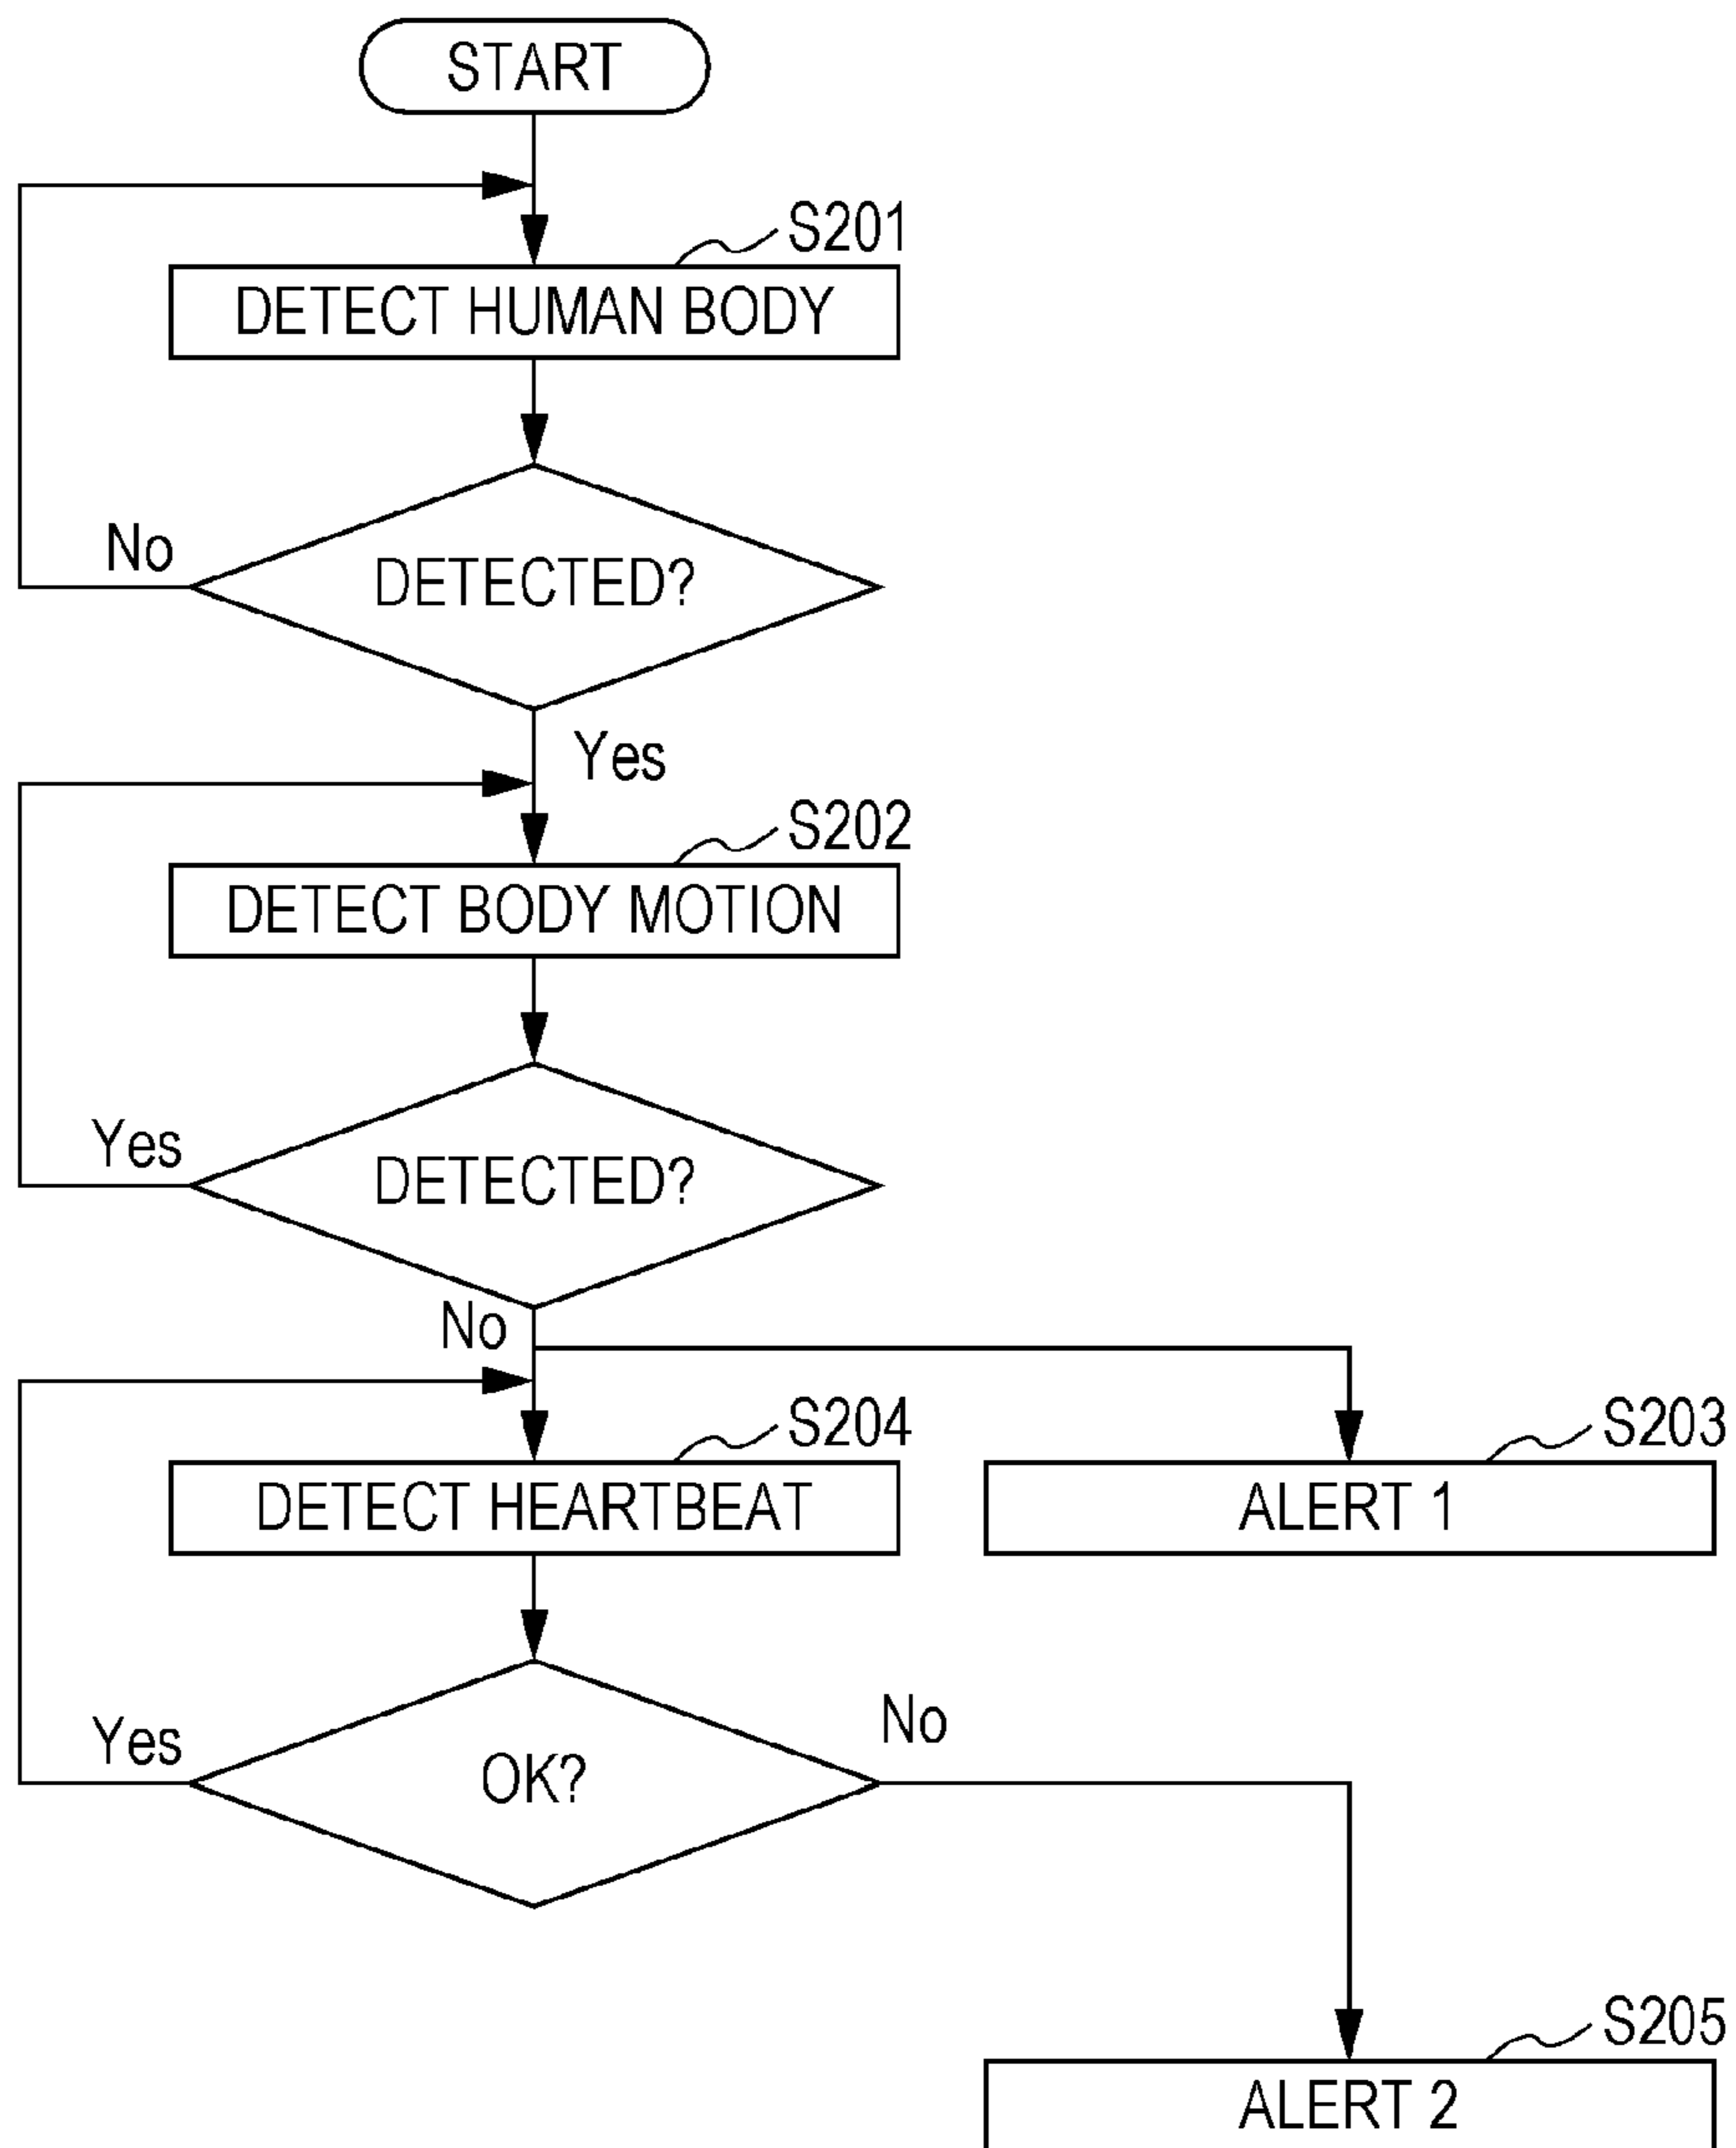 START
S201
DETECT HUMAN BODY
No
DETECTED?
Yes
S202
DETECT BODY MOTION
Yes
DETECTED?
No
S204
S203
DETECT HEARTBEAT
ALERT 1
Yes
No
OK?
S205
ALERT 2